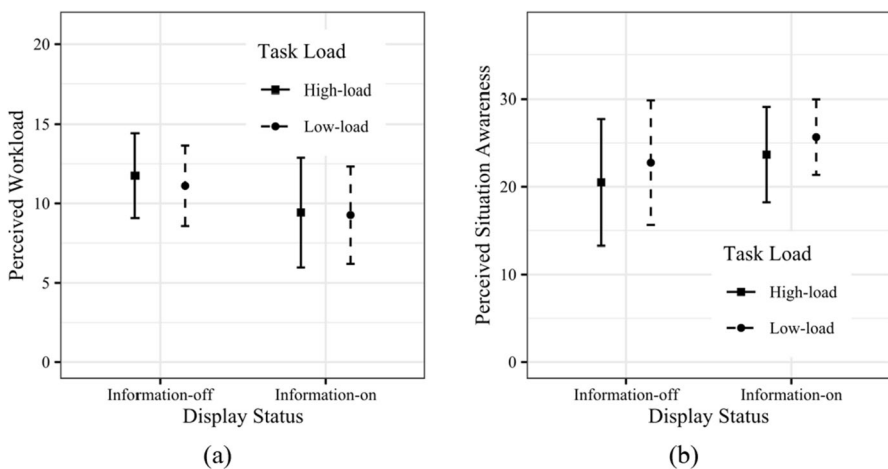 Perceived Workload
20
15
10
5
0
Task Load
High-load
Low-load
Information-off
Information-on
Display Status
(a)
Perceived Situation Awareness
30
20
10
0
Task Load
High-load
Low-load
Information-off
Information-on
Display Status
(b)